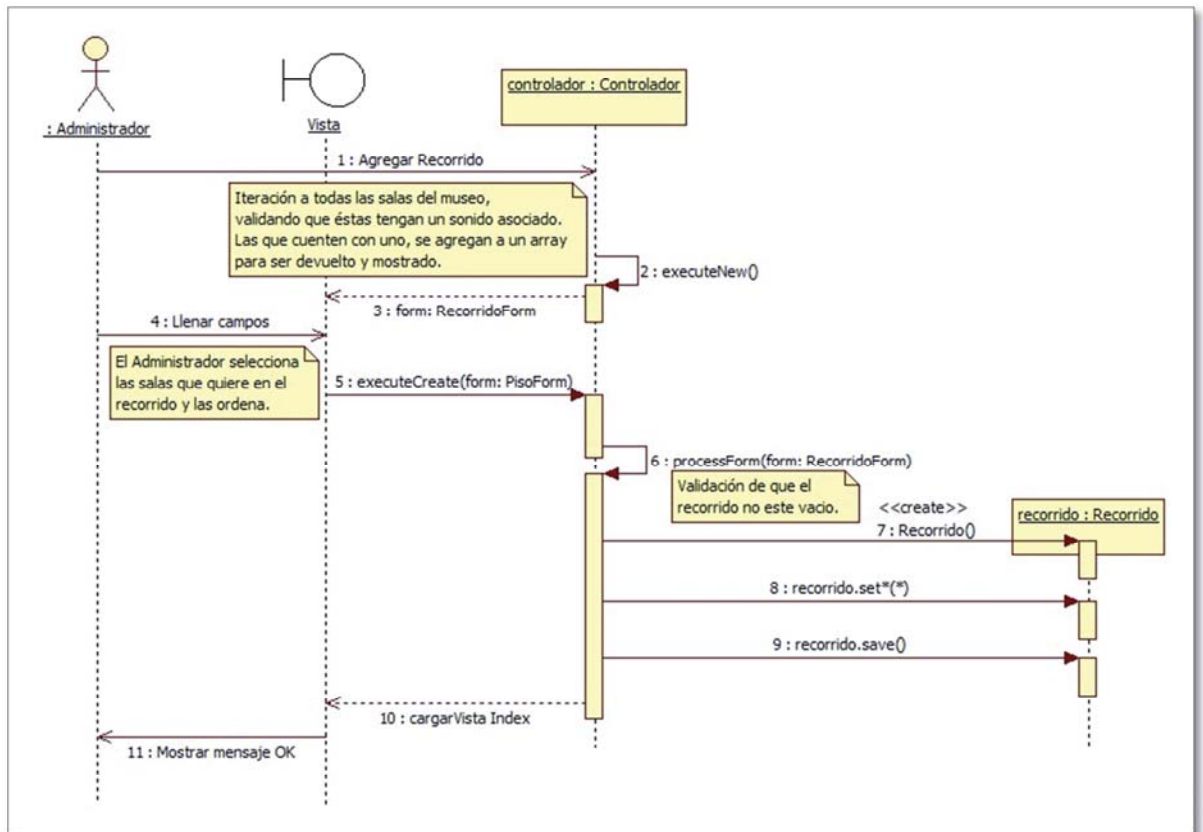 : Administrador
Vista
controlador : Controlador
1 : Agregar Recorrido
Iteración a todas las salas del museo,
validando que éstas tengan un sonido asociado.
Las que cuenten con uno, se agregan a un array
para ser devuelto y mostrado.
2 : executeNew()
3 : form: RecorridoForm
4 : Llenar campos
El Administrador selecciona
las salas que quiere en el
recorrido y las ordena.
5 : executeCreate(form: PisoForm)
6 : processForm(form: RecorridoForm)
Validación de que el
recorrido no este vacio.
<<create>>
7 : Recorrido()
recorrido : Recorrido
8 : recorrido.set*(*)
9 : recorrido.save()
10 : cargarVista Index
11 : Mostrar mensaje OK